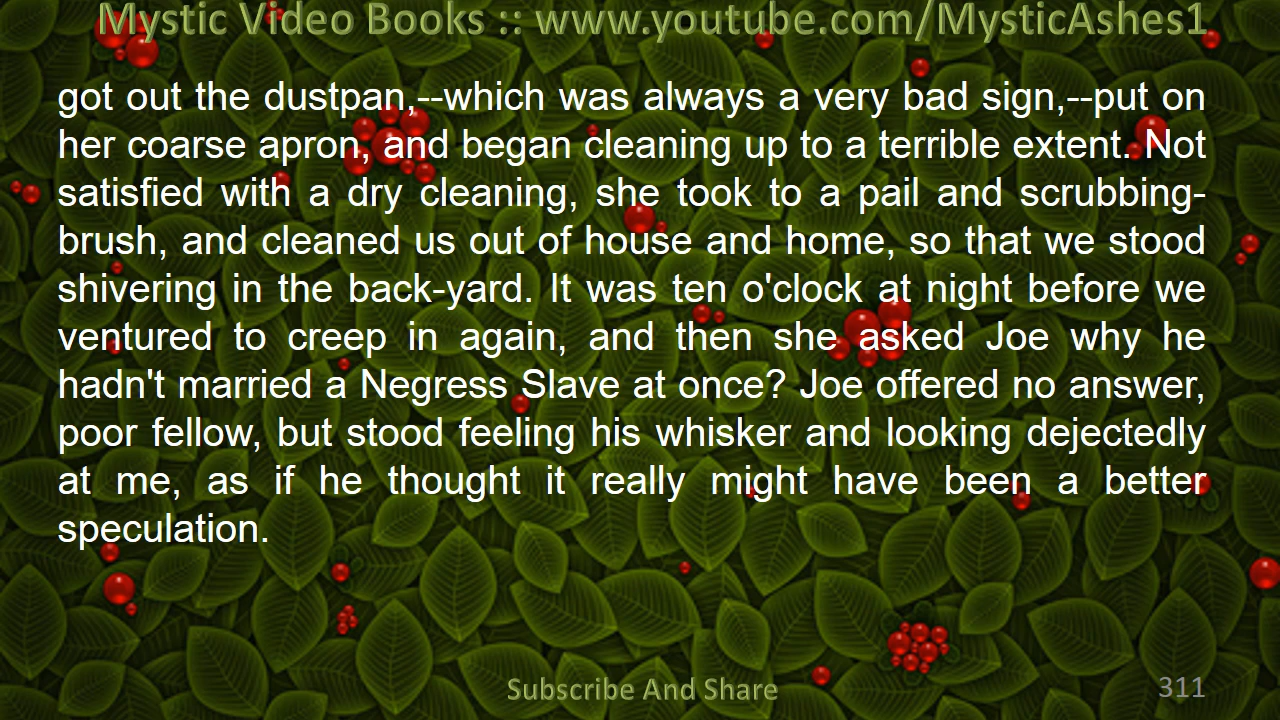 Mystic Video Books :: www.youtube.com/MysticAshes1
got out the dustpan,--which was always a very bad sign,--put on
her coarse apron, and began cleaning up to a terrible extent. Not
satisfied with a dry cleaning, she took to a pail and scrubbing-
brush, and cleaned us out of house and home, so that we stood
shivering in the back-yard. It was ten o'clock at night before we
ventured to creep in again, and then she asked Joe why he
hadn't married a Negress Slave at once? Joe offered no answer,
poor fellow, but stood feeling his whisker and looking dejectedly
at me, as if he thought it really might have been a better
speculation.
Subscribe And Share
311